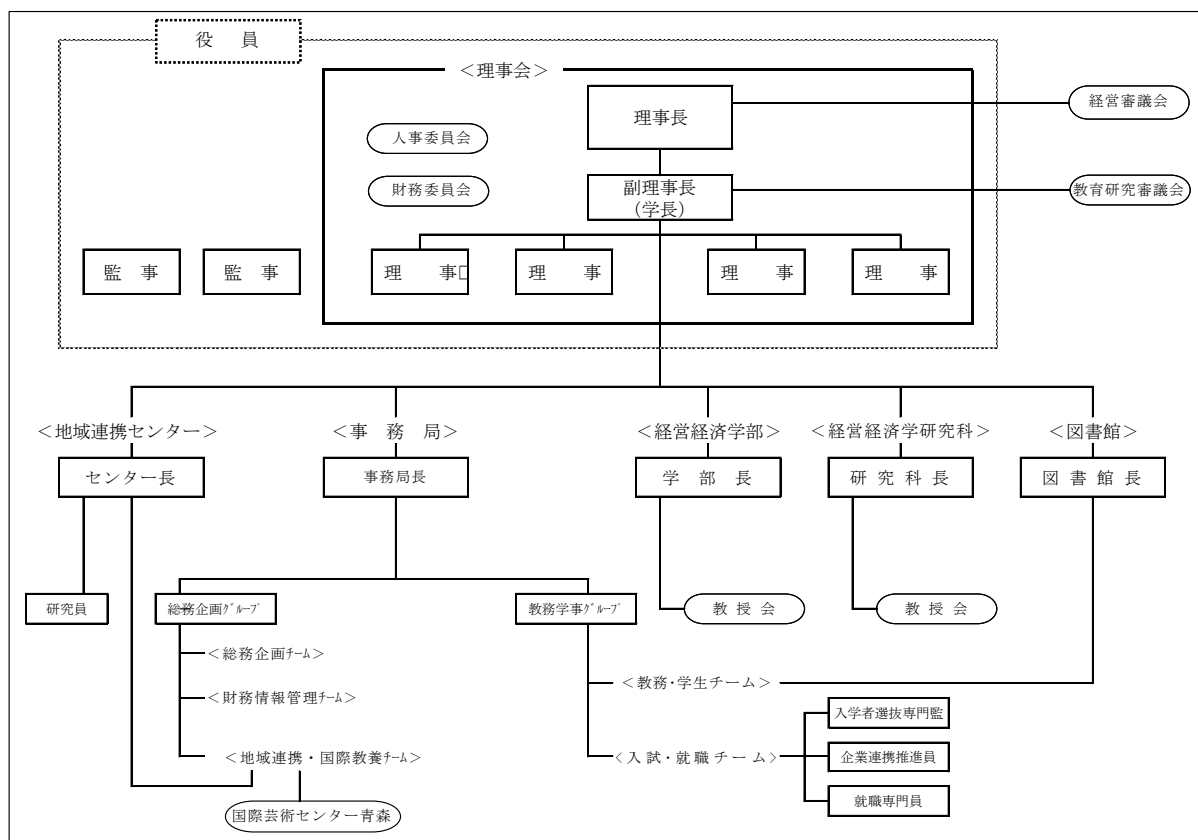 役　員
＜理事会＞
理事長
経営審議会
人事委員会
財務委員会
副理事長
（学長）
教育研究審議会
監　事
監　事
理　　事□
理　　事
理　　事
理　　事
＜地域連携センター＞
＜事　務　局＞
＜経営経済学部＞
＜経営経済学研究科＞
＜図書館＞
センター長
事務局長
学　部　長
研 究 科 長
図 書 館 長
研究員
総務企画ｸﾞﾙｰﾌﾟ
教務学事ｸﾞﾙｰﾌﾟ
教 授 会
教 授 会
＜総務企画ﾁｰﾑ＞
＜教務･学生チーム＞
＜財務情報管理ﾁｰﾑ＞
入学者選抜専門監
＜地域連携・国際教養ﾁｰﾑ＞
＜入試・就職チーム＞
企業連携推進員
就職専門員
国際芸術センター青森